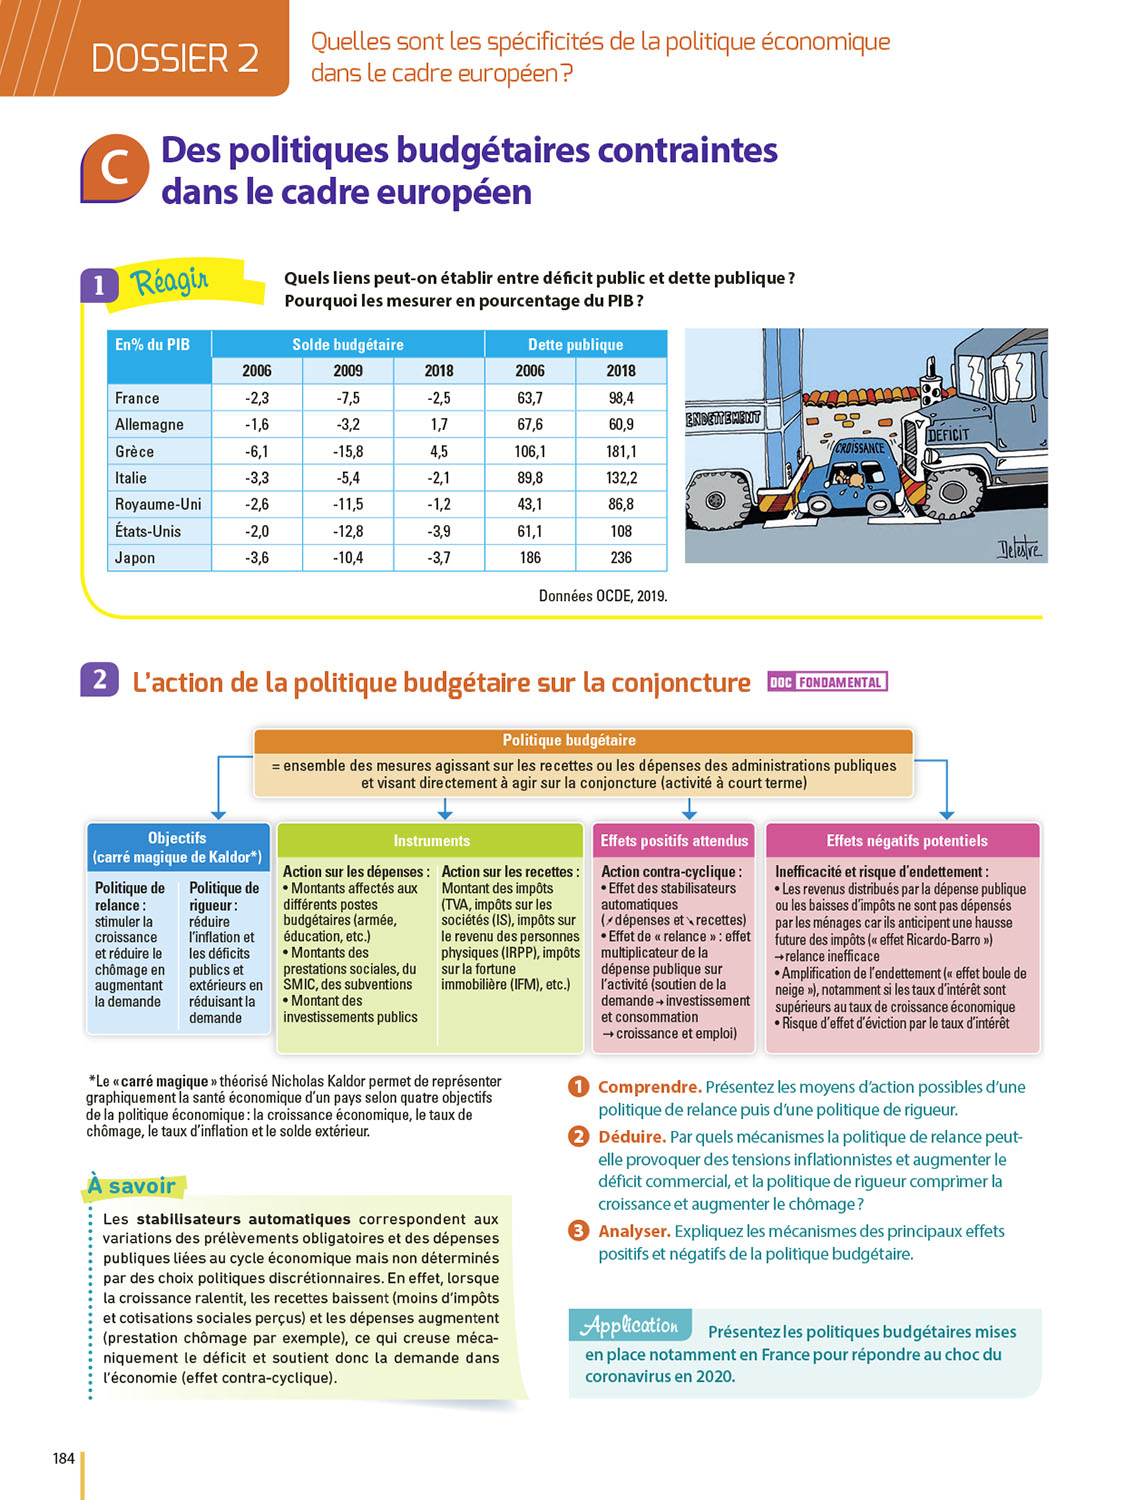 DOSSIER 2
Quelles sont les spécificités de la politique économique
dans le cadre européen ?
C
Des politiques budgétaires contraintes
dans le cadre européen
1 Réagir
Quels liens peut-on établir entre déficit public et dette publique ?
Pourquoi les mesurer en pourcentage du PIB ?
En% du PIB Solde budgétaire Dette publique
2006 2009 2018 2006 2018
France -2,3 -7,5 -2,5 63,7 98,4
Allemagne -1,6 -3,2 1,7 67,6 60,9
Grèce -6,1 -15,8 4,5 106,1 181,1
Italie -3,3 -5,4 -2,1 89,8 132,2
Royaume-Uni -2,6 -11,5 -1,2 43,1 86,8
États-Unis -2,0 -12,8 -3,9 61,1 108
Japon -3,6 -10,4 -3,7 186 236
Données OCDE, 2019.
ENDETTEMENT
CROISSANCE
DÉFICIT
Delestre
2 L'action de la politique budgétaire sur la conjoncture DOC FONDAMENTAL
Politique budgétaire
= ensemble des mesures agissant sur les recettes ou les dépenses des administrations publiques
et visant directement à agir sur la conjoncture (activité à court terme)
Objectifs
(carré magique de Kaldor*)
Politique de
relance :
stimuler la
croissance
et réduire le
chômage en
augmentant
la demande
Politique de
rigueur :
réduire
l'inflation et
les déficits
publics et
extérieurs en
réduisant la
demande
Instruments
Action sur les dépenses :
• Montants affectés aux
différents postes
budgétaires (armée,
éducation, etc.)
• Montants des
prestations sociales, du
SMIC, des subventions
• Montant des
investissements publics
Action sur les recettes :
Montant des impôts
(TVA, impôts sur les
sociétés (IS), impôts sur
le revenu des personnes
physiques (IRPP), impôts
sur la fortune
immobilière (IFM), etc.)
Effets positifs attendus
Action contra-cyclique :
• Effet des stabilisateurs
automatiques
(↗dépenses et↘recettes)
• Effet de « relance » : effet
multiplicateur de la
dépense publique sur
l'activité (soutien de la
demande → investissement
et consommation
→ croissance et emploi)
Effets négatifs potentiels
Inefficacité et risque d'endettement :
• Les revenus distribués par la dépense publique
ou les baisses d'impôts ne sont pas dépensés
par les ménages car ils anticipent une hausse
future des impôts (« effet Ricardo-Barro »)
→relance inefficace
• Amplification de l'endettement (« effet boule de
neige »), notamment si les taux d'intérêt sont
supérieurs au taux de croissance économique
• Risque d'effet d'éviction par le taux d'intérêt
*Le « carré magique » théorisé Nicholas Kaldor permet de représenter
graphiquement la santé économique d'un pays selon quatre objectifs
de la politique économique : la croissance économique, le taux de
chômage, le taux d'inflation et le solde extérieur.
À savoir
Les stabilisateurs automatiques correspondent aux
variations des prélèvements obligatoires et des dépenses
publiques liées au cycle économique mais non déterminés
par des choix politiques discrétionnaires. En effet, lorsque
la croissance ralentit, les recettes baissent (moins d'impôts
et cotisations sociales perçus) et les dépenses augmentent
(prestation chômage par exemple), ce qui creuse méca-
niquement le déficit et soutient donc la demande dans
l'économie (effet contra-cyclique).
1 Comprendre. Présentez les moyens d'action possibles d'une
politique de relance puis d'une politique de rigueur.
2 Déduire. Par quels mécanismes la politique de relance peut-
elle provoquer des tensions inflationnistes et augmenter le
déficit commercial, et la politique de rigueur comprimer la
croissance et augmenter le chômage ?
3 Analyser. Expliquez les mécanismes des principaux effets
positifs et négatifs de la politique budgétaire.
Application Présentez les politiques budgétaires mises
en place notamment en France pour répondre au choc du
coronavirus en 2020.
184